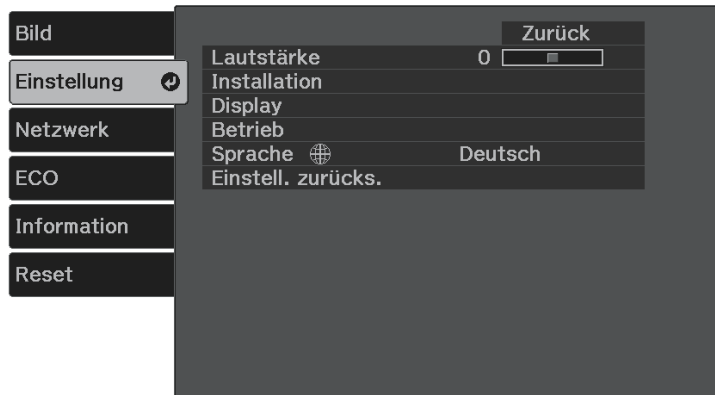 Bild
Einstellung
Netzwerk
ECO
Information
Reset
Zurück
Lautstärke 0
Installation
Display
Betrieb
Sprache Deutsch
Einstell. zurücks.